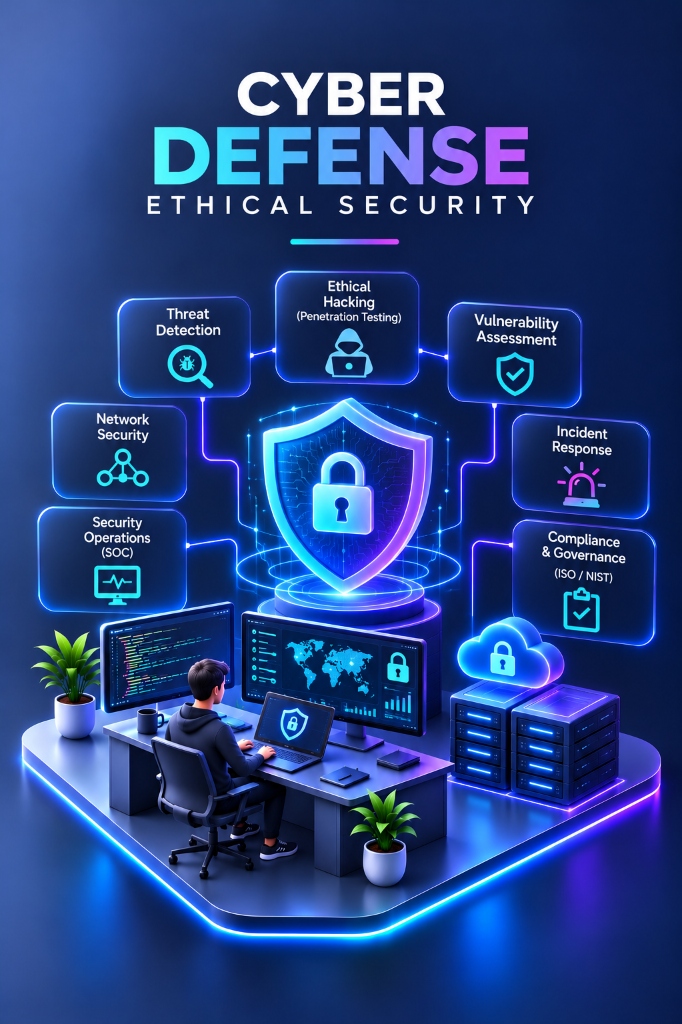 CYBER
DEFENSE
ETHICAL SECURITY
Threat
Detection
Ethical
Hacking
(Penetration Testing)
Vulnerability
Assessment
Network
Security
Incident
Response
Security
Operations
(SOC)
Compliance
& Governance
(ISO / NIST)